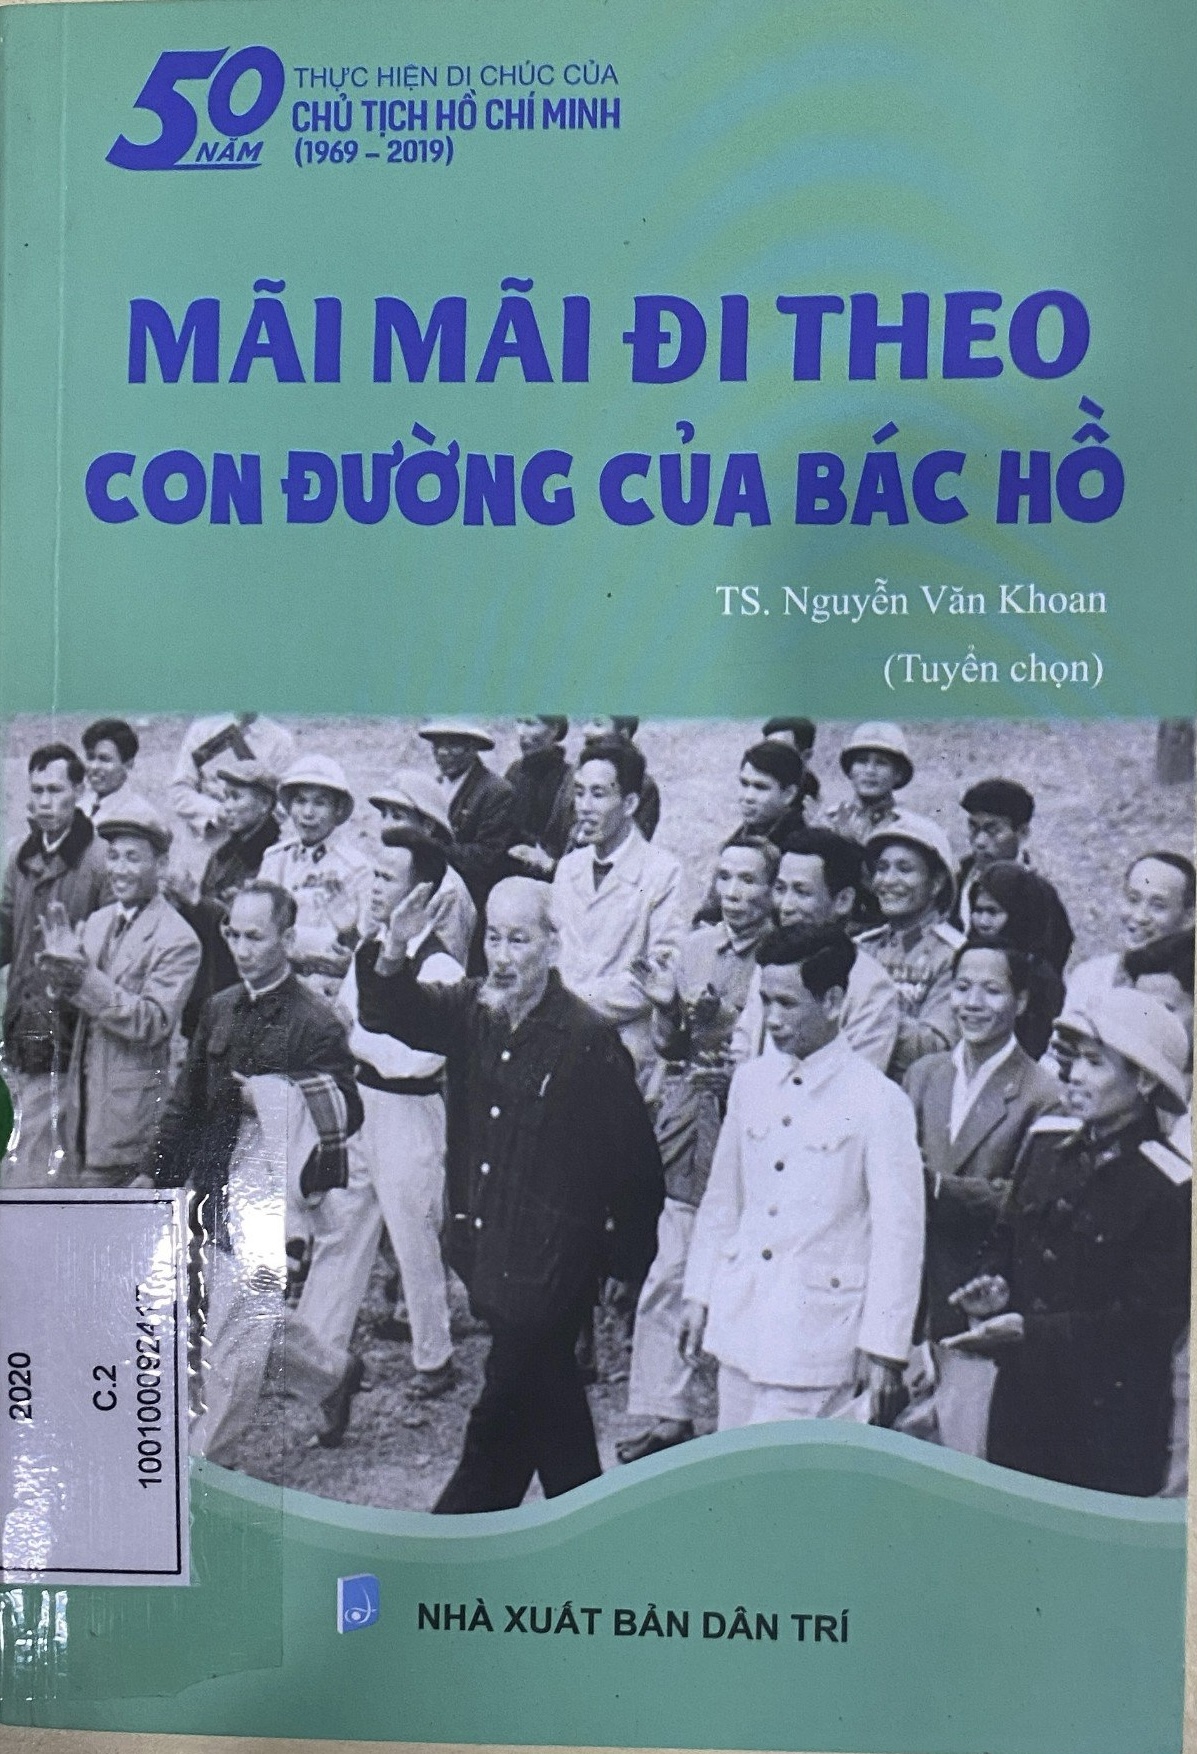 50 NĂM
THỰC HIỆN DI CHÚC CỦA
CHỦ TỊCH HỒ CHÍ MINH
(1969 – 2019)
MÃI MÃI ĐI THEO
CON ĐƯỜNG CỦA BÁC HỒ
TS. Nguyễn Văn Khoan
(Tuyển chọn)
2020
C.2
NHÀ XUẤT BẢN DÂN TRÍ